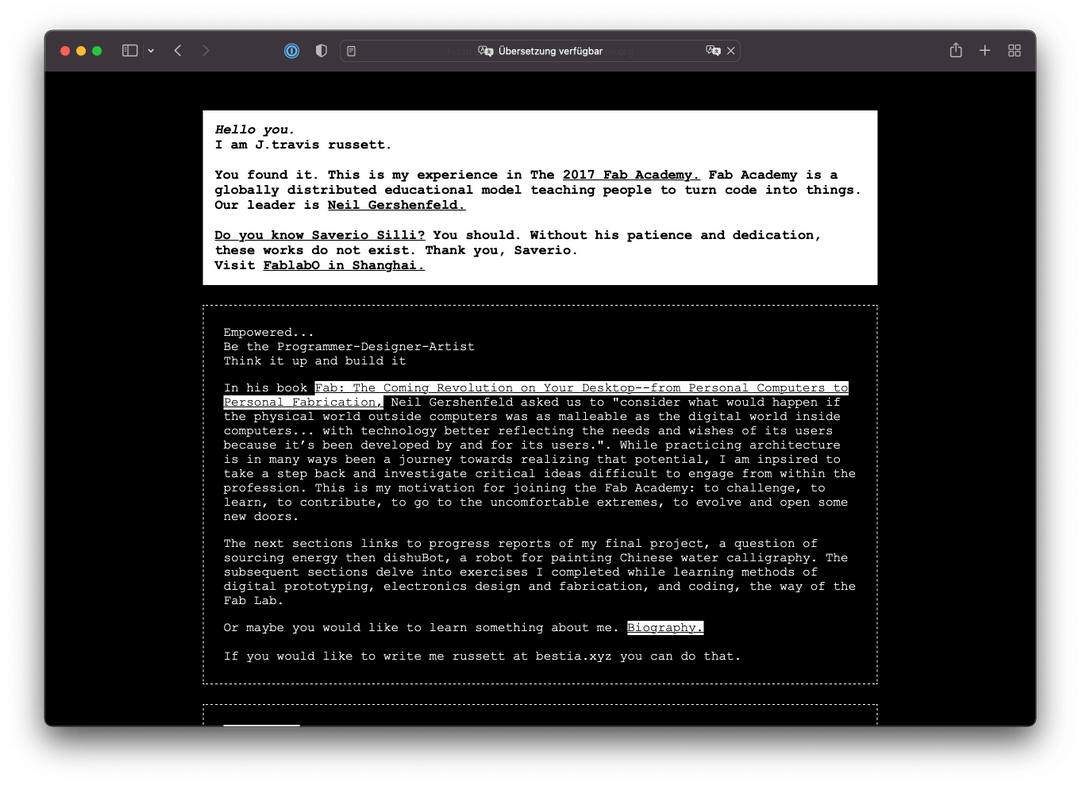 Übersetzung verfügbar
Hello you.
I am J.travis russett.
You found it. This is my experience in The 2017 Fab Academy. Fab Academy is a
globally distributed educational model teaching people to turn code into things.
Our leader is Neil Gershenfeld.
Do you know Saverio Silli? You should. Without his patience and dedication,
these works do not exist. Thank you, Saverio.
Visit FablabO in Shanghai.
Empowered...
Be the Programmer-Designer-Artist
Think it up and build it
In his book Fab: The Coming Revolution on Your Desktop--from Personal Computers to
Personal Fabrication, Neil Gershenfeld asked us to "consider what would happen if
the physical world outside computers was as malleable as the digital world inside
computers... with technology better reflecting the needs and wishes of its users
because it’s been developed by and for its users.". While practicing architecture
is in many ways been a journey towards realizing that potential, I am inpsired to
take a step back and investigate critical ideas difficult to engage from within the
profession. This is my motivation for joining the Fab Academy: to challenge, to
learn, to contribute, to go to the uncomfortable extremes, to evolve and open some
new doors.
The next sections links to progress reports of my final project, a question of
sourcing energy then dishuBot, a robot for painting Chinese water calligraphy. The
subsequent sections delve into exercises I completed while learning methods of
digital prototyping, electronics design and fabrication, and coding, the way of the
Fab Lab.
Or maybe you would like to learn something about me. Biography.
If you would like to write me russett at bestia.xyz you can do that.